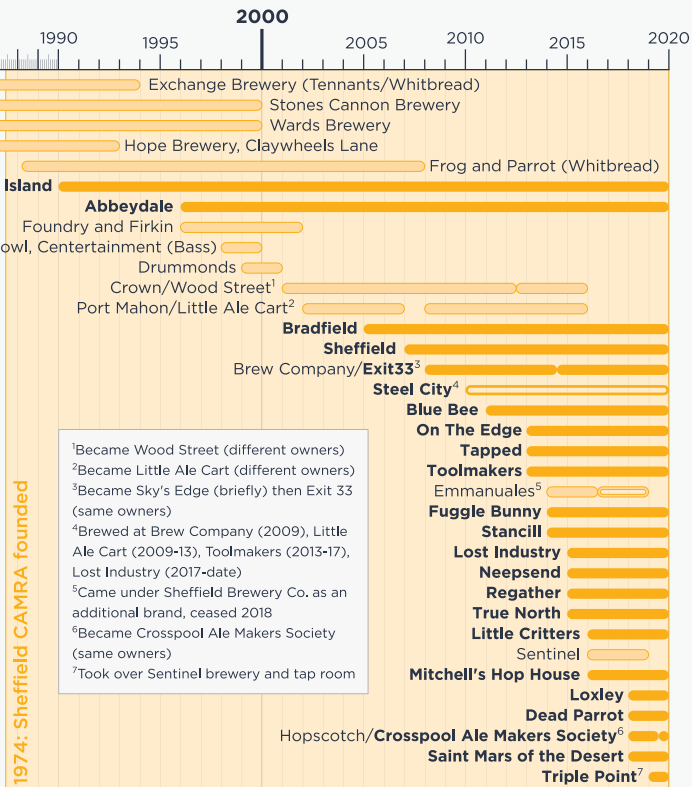 2000
1990 1995 2005 2010 2015 2020
Exchange Brewery (Tennants/Whitbread)
Stones Cannon Brewery
Wards Brewery
Hope Brewery, Claywheels Lane
Frog and Parrot (Whitbread)
Island
Abbeydale
Foundry and Firkin
owl, Centertainment (Bass)
Drummonds
Crown/Wood Street¹
Port Mahon/Little Ale Cart²
Bradfield
Sheffield
Brew Company/Exit33³
Steel City⁴
Blue Bee
On The Edge
Tapped
Toolmakers
Emmanuales⁵
Fuggle Bunny
Stancill
Lost Industry
Neepsend
Regather
True North
Little Critters
Sentinel
Mitchell's Hop House
Loxley
Dead Parrot
Hopscotch/Crosspool Ale Makers Society⁶
Saint Mars of the Desert
Triple Point⁷
¹Became Wood Street (different owners)
²Became Little Ale Cart (different owners)
³Became Sky's Edge (briefly) then Exit 33
(same owners)
⁴Brewed at Brew Company (2009), Little
Ale Cart (2009-13), Toolmakers (2013-17),
Lost Industry (2017-date)
⁵Came under Sheffield Brewery Co. as an
additional brand, ceased 2018
⁶Became Crosspool Ale Makers Society
(same owners)
⁷Took over Sentinel brewery and tap room
1974: Sheffield CAMRA founded